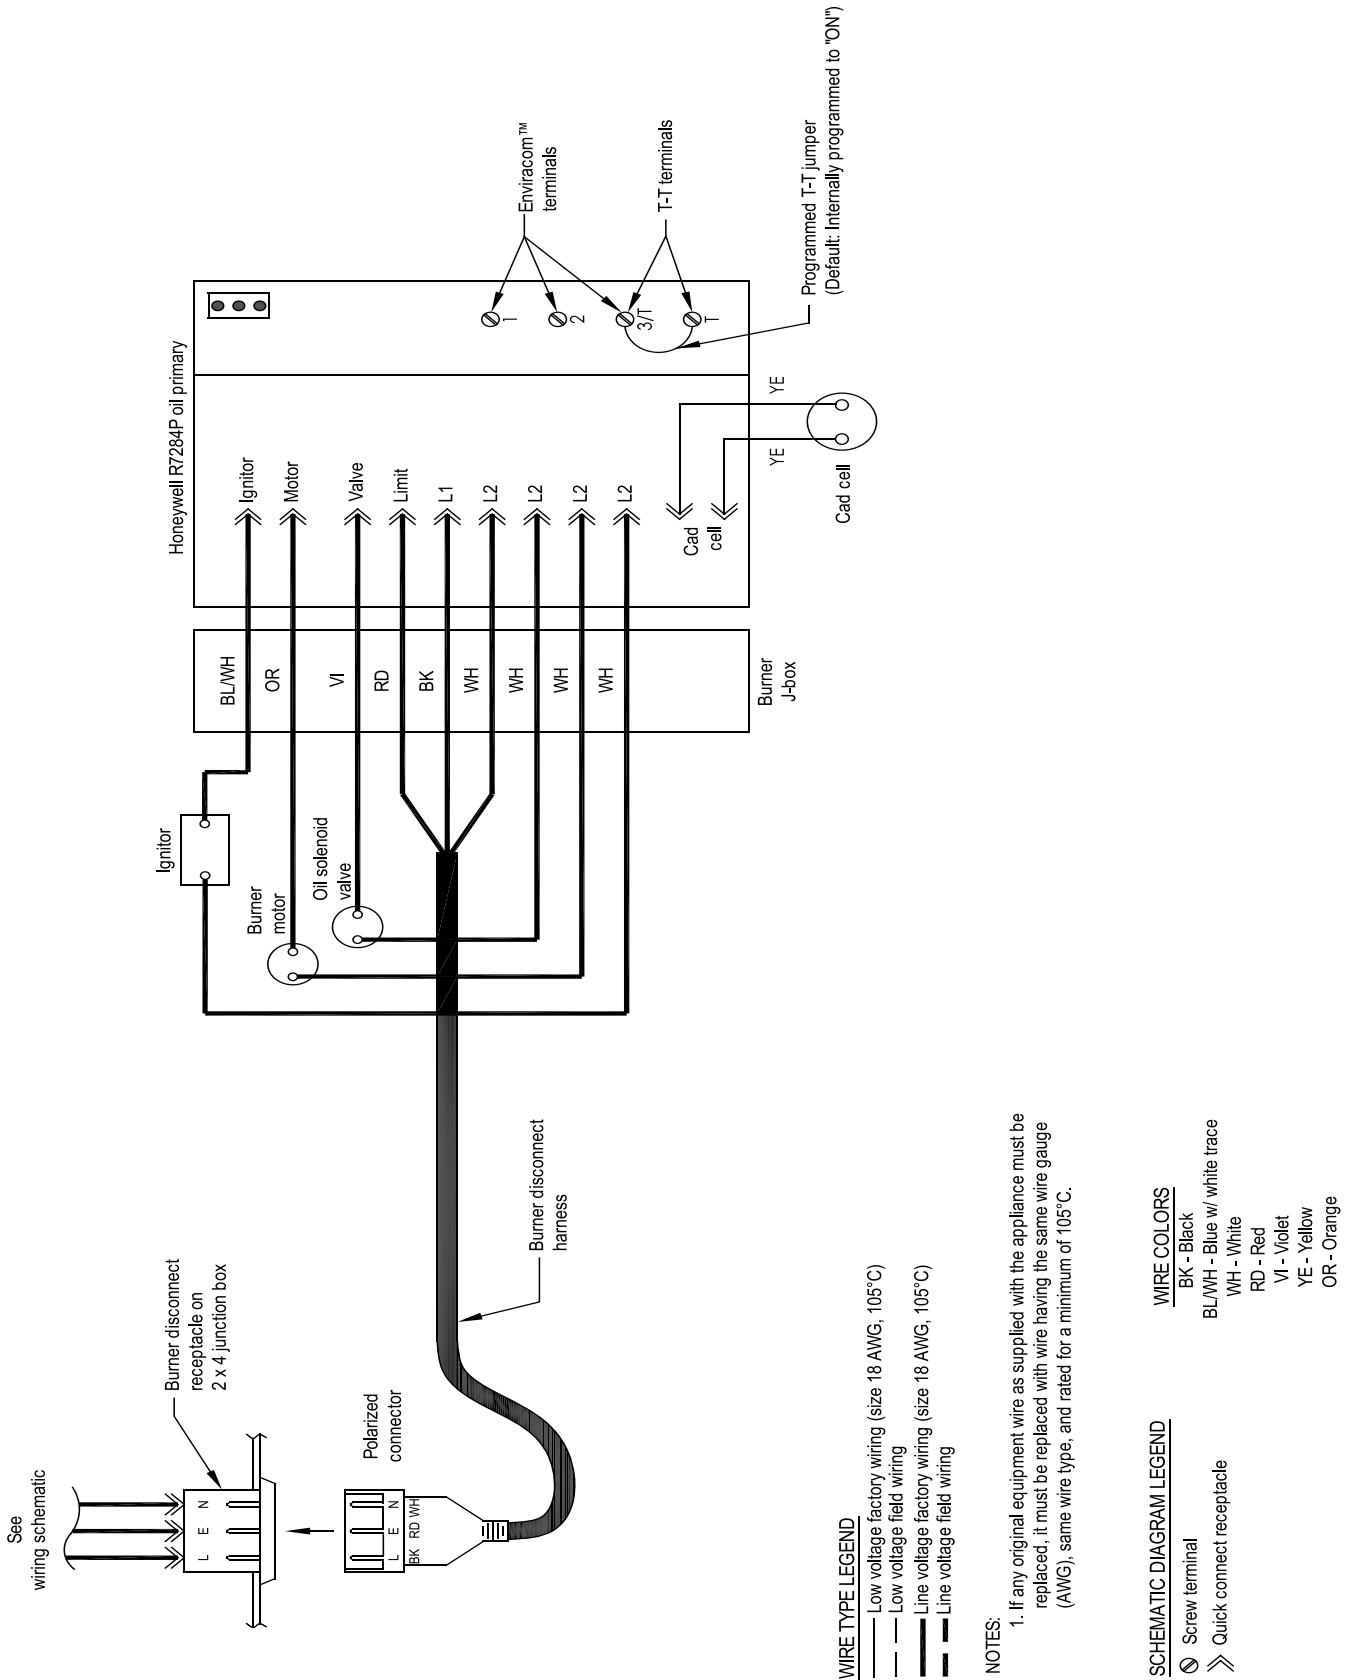 See
wiring schematic
Burner disconnect
receptacle on
2 x 4 junction box
L E N
Polarized
connector
L E N
BK RD WH
Burner disconnect
harness
Ignitor
Burner
motor
Oil solenoid
valve
BL/WH
OR
VI
RD
BK
WH
WH
WH
WH
Burner
J-box
Honeywell R7284P oil primary
Ignitor
Motor
Valve
Limit
L1
L2
L2
L2
L2
Cad
cell
YE
YE
Cad cell
1
2
3/T
T
Enviracom™
terminals
T-T terminals
Programmed T-T jumper
(Default: Internally programmed to "ON")
WIRE TYPE LEGEND
Low voltage factory wiring (size 18 AWG, 105°C)
Low voltage field wiring
Line voltage factory wiring (size 18 AWG, 105°C)
Line voltage field wiring
NOTES:
1. If any original equipment wire as supplied with the appliance must be
replaced, it must be replaced with wire having the same wire gauge
(AWG), same wire type, and rated for a minimum of 105°C.
SCHEMATIC DIAGRAM LEGEND
Screw terminal
Quick connect receptacle
WIRE COLORS
BK - Black
BL/WH - Blue w/ white trace
WH - White
RD - Red
VI - Violet
YE - Yellow
OR - Orange